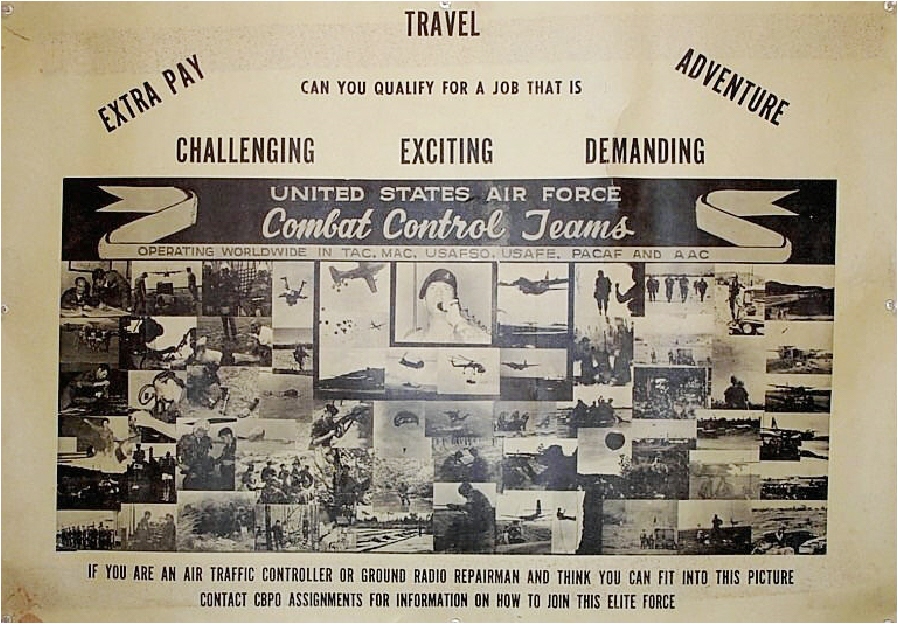 TRAVEL
EXTRA PAY
ADVENTURE
CAN YOU QUALIFY FOR A JOB THAT IS
CHALLENGING EXCITING DEMANDING
UNITED STATES AIR FORCE
Combat Control Teams
OPERATING WORLDWIDE IN TAC, MAC, USAFSO, USAFE, PACAF AND AAC
IF YOU ARE AN AIR TRAFFIC CONTROLLER OR GROUND RADIO REPAIRMAN AND THINK YOU CAN FIT INTO THIS PICTURE
CONTACT CBPO ASSIGNMENTS FOR INFORMATION ON HOW TO JOIN THIS ELITE FORCE